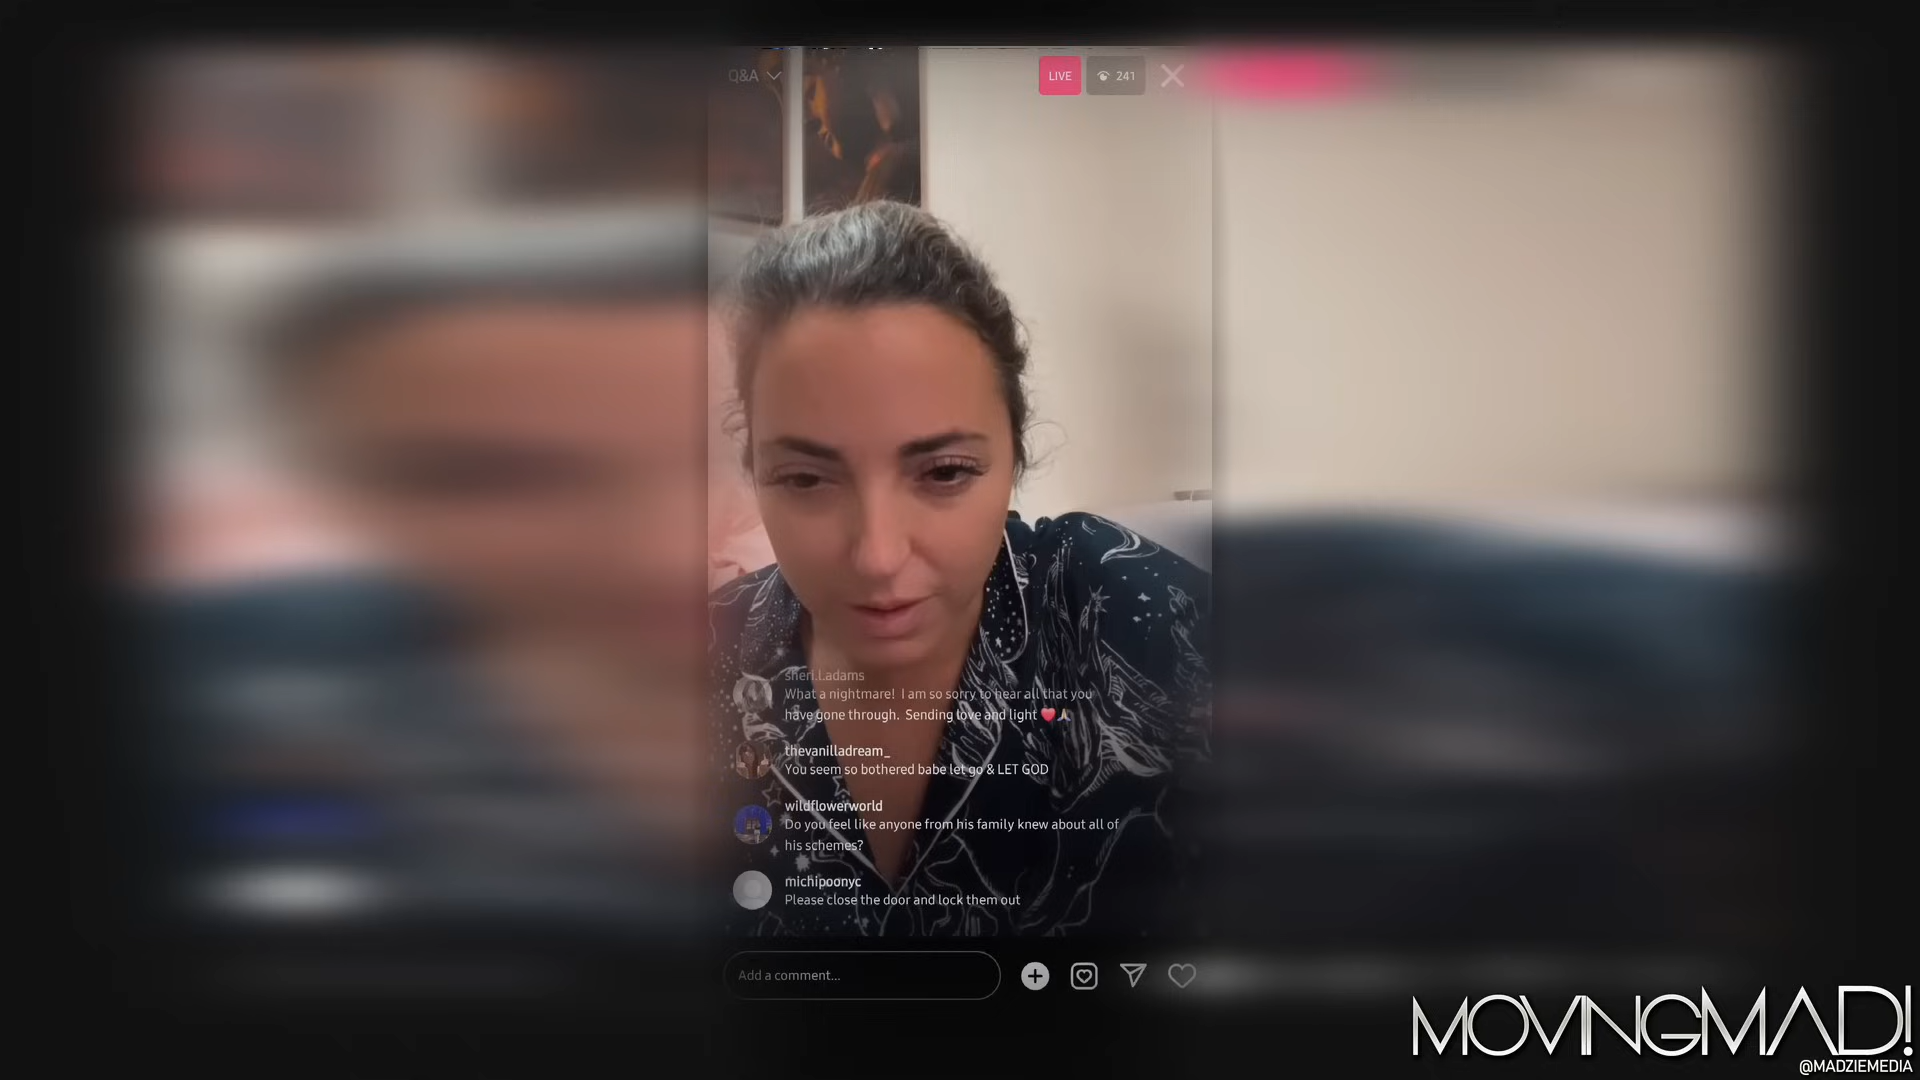 Q&A
LIVE
241
sheri.l.adams
What a nightmare!  I am so sorry to hear all that you
have gone through.  Sending love and light ❤️🙏
thevanilladream_
You seem so bothered babe let go & LET GOD
wildflowerworld
Do you feel like anyone from his family knew about all of
his schemes?
michipoonyc
Please close the door and lock them out
Add a comment...
MOVINGMAD!
@MADZIEMEDIA